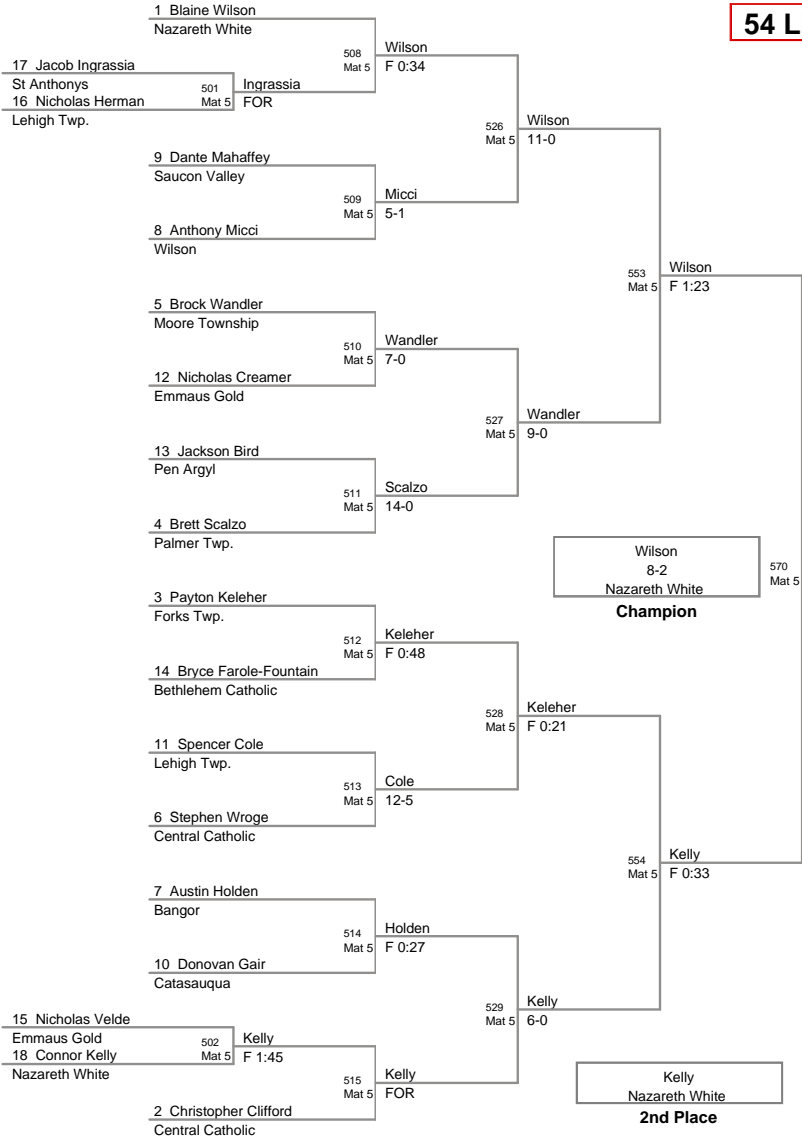 54 L
1 Blaine Wilson
Nazareth White
508
Mat 5
Wilson
F 0:34
17 Jacob Ingrassia
St Anthonys
501
Mat 5
Ingrassia
FOR
16 Nicholas Herman
Lehigh Twp.
526
Mat 5
Wilson
11-0
9 Dante Mahaffey
Saucon Valley
509
Mat 5
Micci
5-1
8 Anthony Micci
Wilson
553
Mat 5
Wilson
F 1:23
5 Brock Wandler
Moore Township
510
Mat 5
Wandler
7-0
12 Nicholas Creamer
Emmaus Gold
527
Mat 5
Wandler
9-0
13 Jackson Bird
Pen Argyl
511
Mat 5
Scalzo
14-0
4 Brett Scalzo
Palmer Twp.
Wilson
8-2
Nazareth White
Champion
570
Mat 5
3 Payton Keleher
Forks Twp.
512
Mat 5
Keleher
F 0:48
14 Bryce Farole-Fountain
Bethlehem Catholic
528
Mat 5
Keleher
F 0:21
11 Spencer Cole
Lehigh Twp.
513
Mat 5
Cole
12-5
6 Stephen Wroge
Central Catholic
554
Mat 5
Kelly
F 0:33
7 Austin Holden
Bangor
514
Mat 5
Holden
F 0:27
10 Donovan Gair
Catasauqua
529
Mat 5
Kelly
6-0
15 Nicholas Velde
Emmaus Gold
502
Mat 5
Kelly
F 1:45
18 Connor Kelly
Nazareth White
515
Mat 5
Kelly
FOR
2 Christopher Clifford
Central Catholic
Kelly
Nazareth White
2nd Place